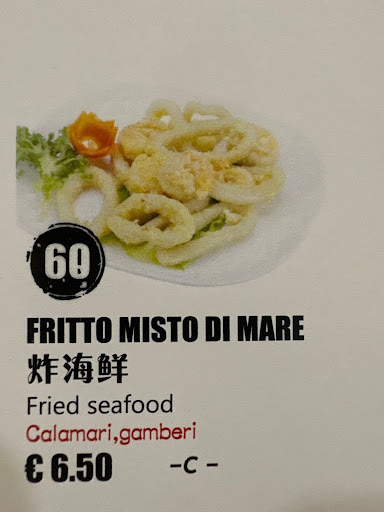 60
FRITTO MISTO DI MARE
炸海鲜
Fried seafood
Calamari,gamberi
€ 6.50 -C -